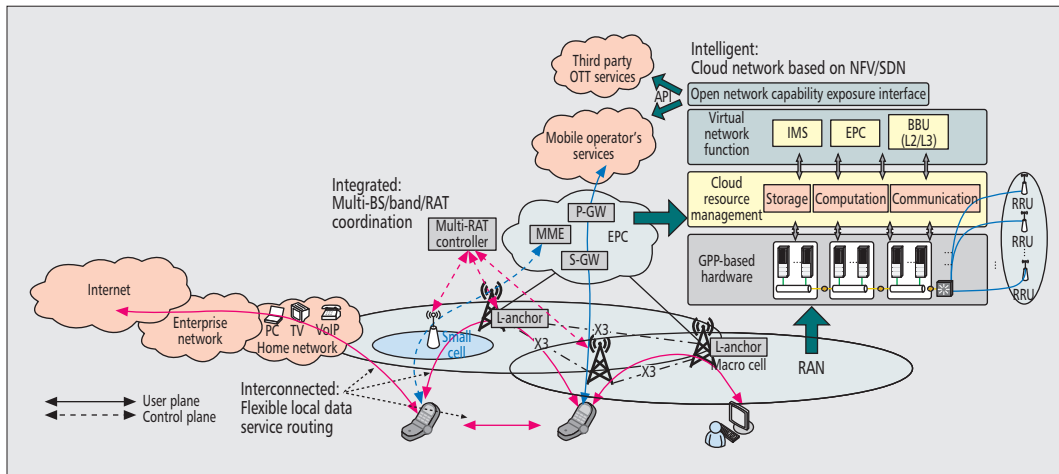 Intelligent:
Cloud network based on NFV/SDN
Third party
OTT services
API
Open network capability exposure interface
Virtual
network
function
IMS
EPC
BBU
(L2/L3)
Mobile operator's
services
Integrated:
Multi-BS/band/RAT
coordination
Cloud
resource
management
Storage
Computation
Communication
Multi-RAT
controller
P-GW
MME
EPC
S-GW
GPP-based
hardware
RRU
RRU
RRU
Internet
Enterprise
network
PC
TV
VoIP
Home network
Small
cell
L-anchor
X3
X3
X3
L-anchor
Macro cell
RAN
Interconnected:
Flexible local data
service routing
User plane
Control plane